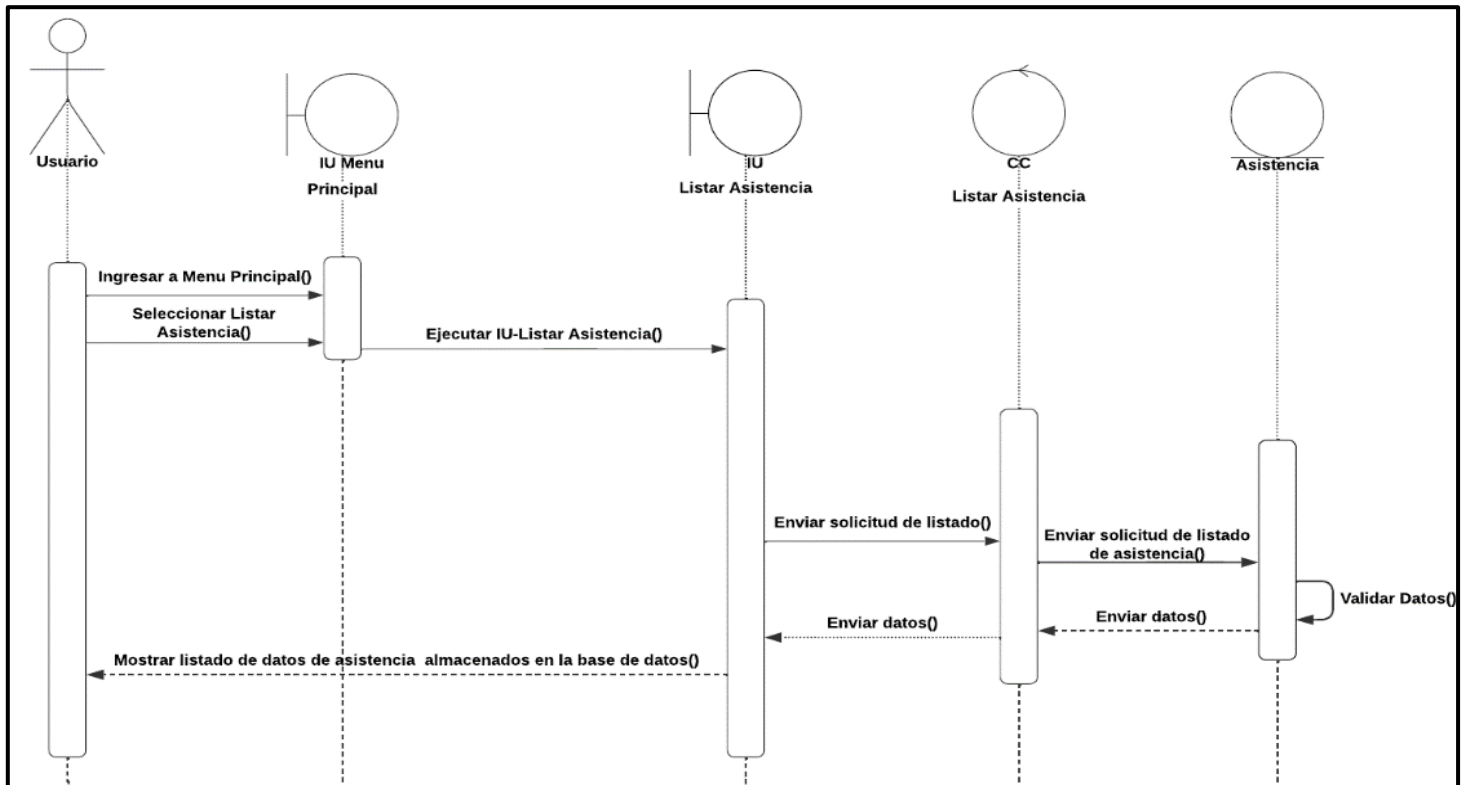 Usuario
IU Menu
Principal
IU
Listar Asistencia
CC
Listar Asistencia
Asistencia
Ingresar a Menu Principal()
Seleccionar Listar
Asistencia()
Ejecutar IU-Listar Asistencia()
Enviar solicitud de listado()
Enviar solicitud de listado
de asistencia()
Validar Datos()
Enviar datos()
Enviar datos()
Mostrar listado de datos de asistencia almacenados en la base de datos()